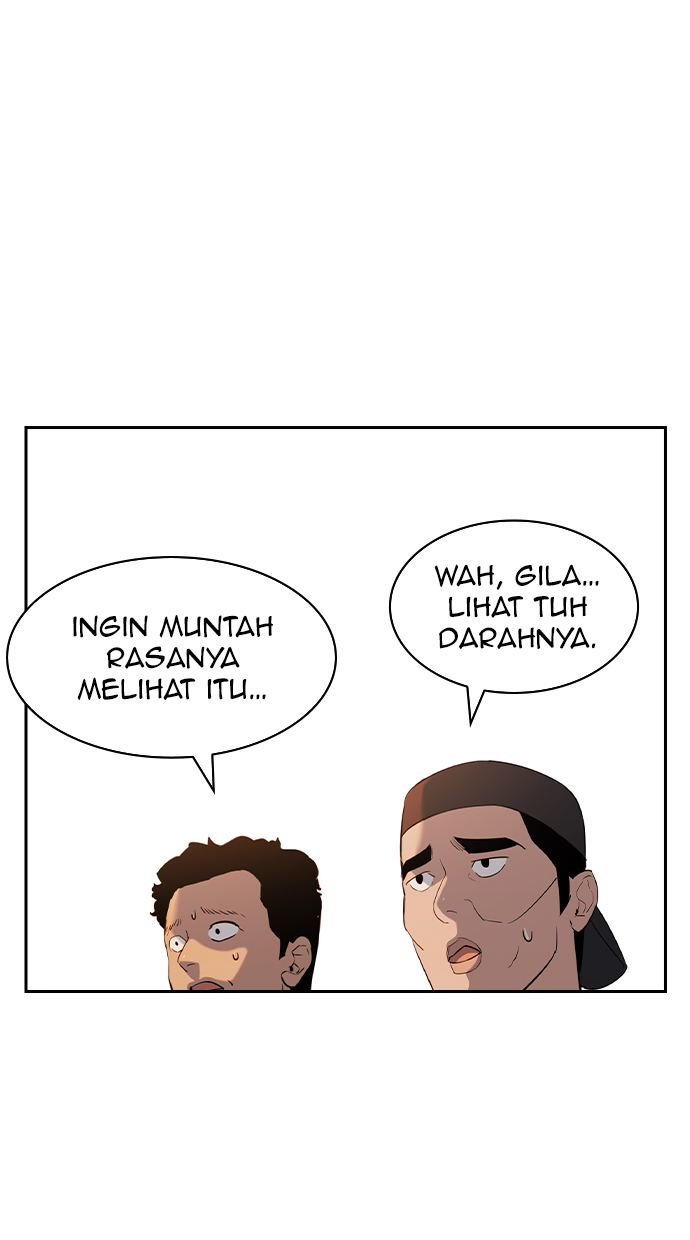 INGIN MUNTAH
RASANYA
MELIHAT ITU...
WAH, GILA...
LIHAT TUH
DARAHNYA.